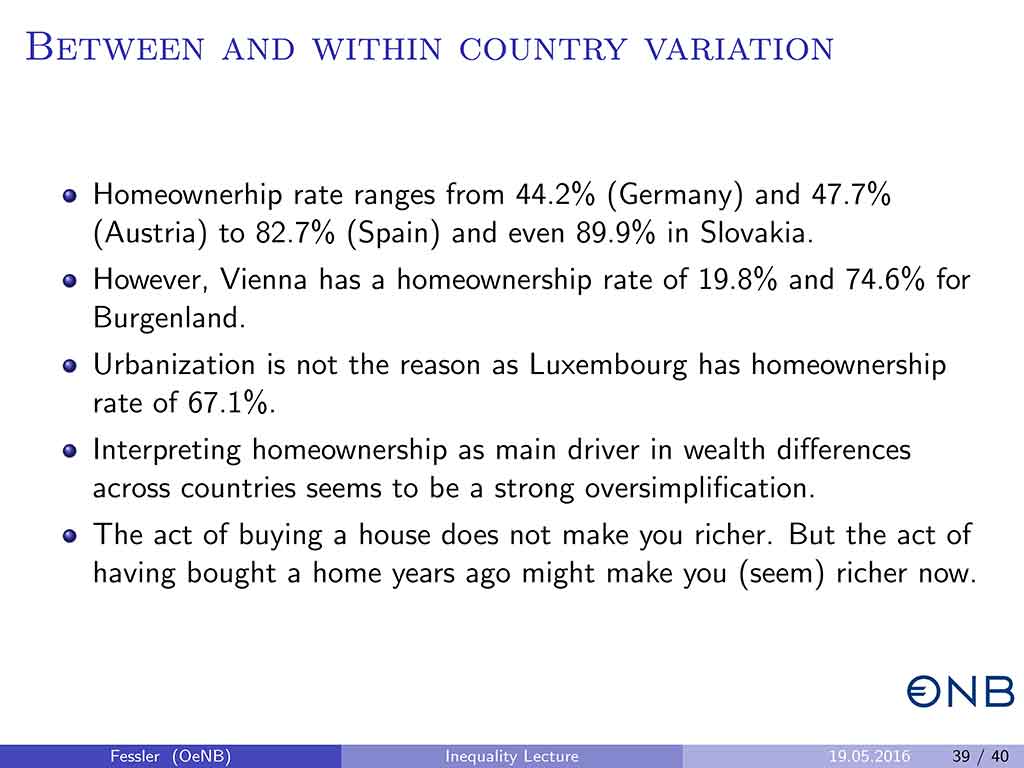 Between and within country variation
Homeownerhip rate ranges from 44.2% (Germany) and 47.7%
(Austria) to 82.7% (Spain) and even 89.9% in Slovakia.
However, Vienna has a homeownership rate of 19.8% and 74.6% for
Burgenland.
Urbanization is not the reason as Luxembourg has homeownership
rate of 67.1%.
Interpreting homeownership as main driver in wealth differences
across countries seems to be a strong oversimplification.
The act of buying a house does not make you richer. But the act of
having bought a home years ago might make you (seem) richer now.
ONB
Fessler (OeNB) Inequality Lecture 19.05.2016 39 / 40